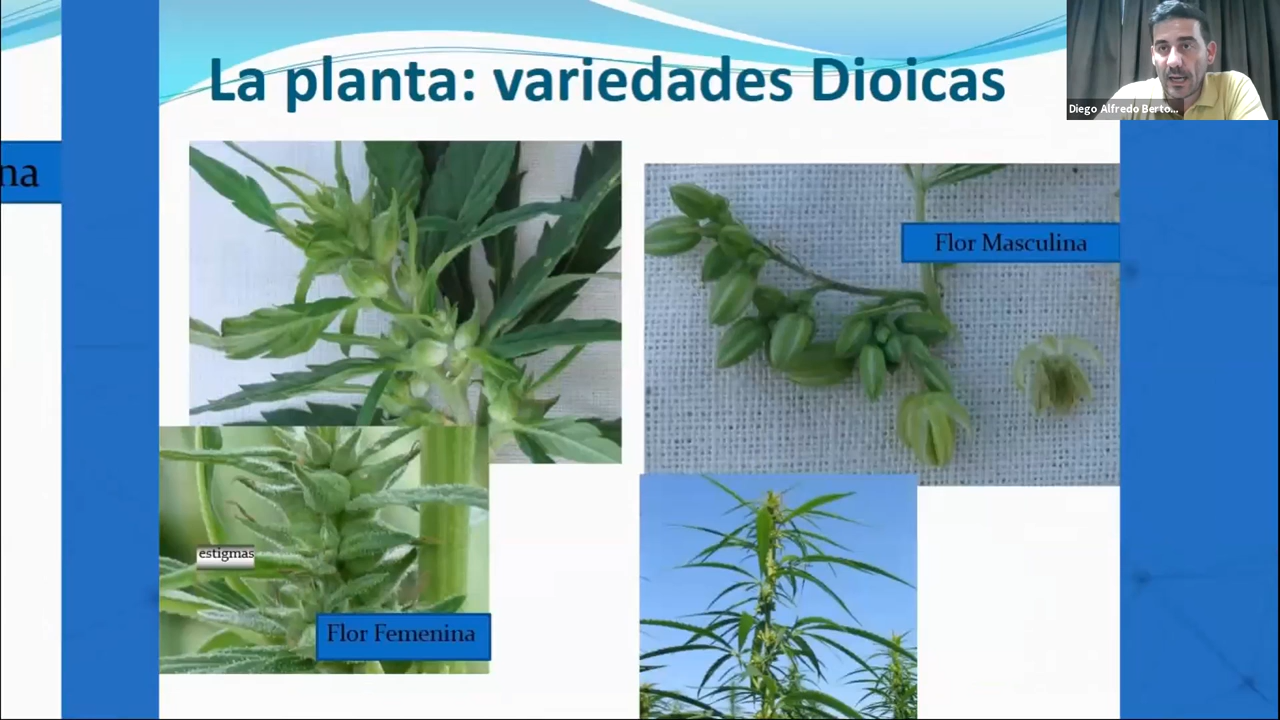 La planta: variedades Dioicas
Diego Alfredo Berto...
na
Flor Masculina
estigmas
Flor Femenina